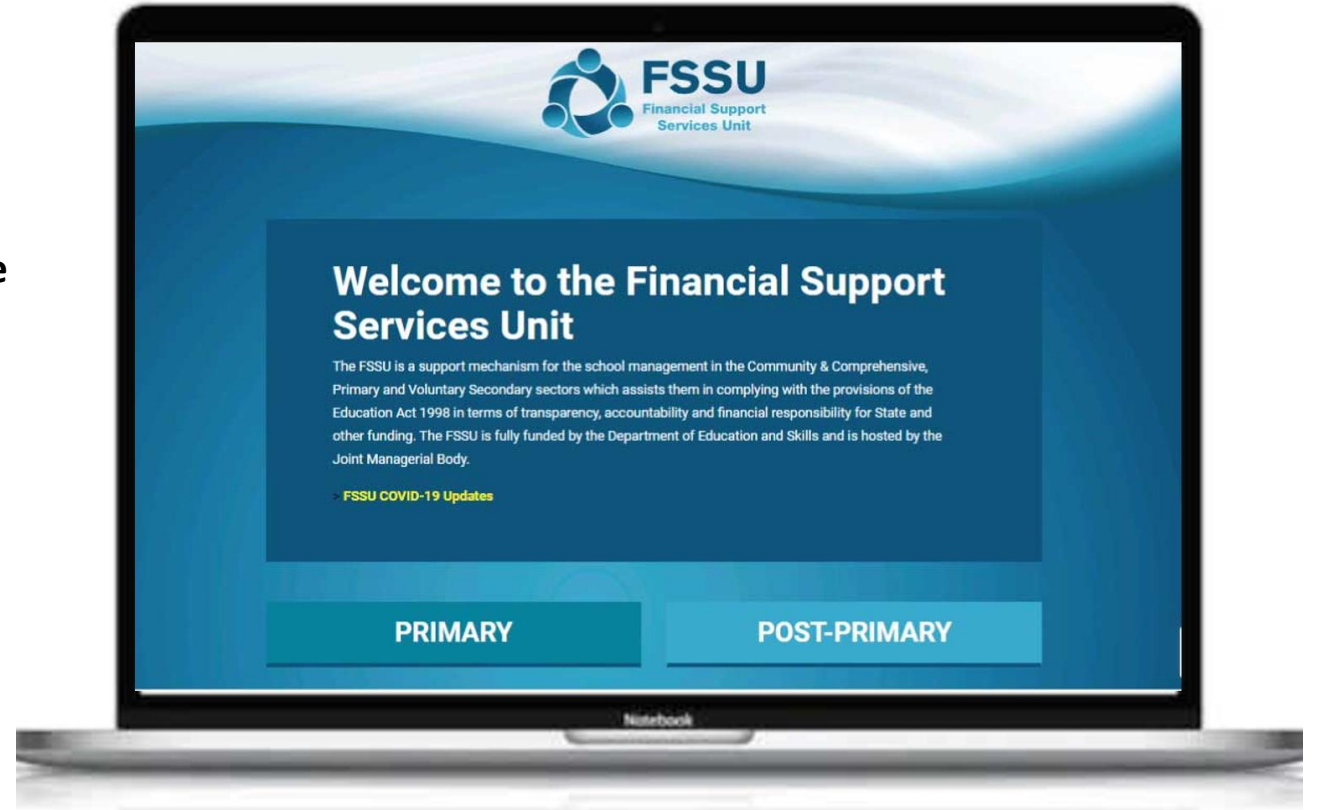 FSSU
Financial Support
Services Unit
e
Welcome to the Financial Support
Services Unit
The FSSU is a support mechanism for the school management in the Community & Comprehensive,
Primary and Voluntary Secondary sectors which assists them in complying with the provisions of the
Education Act 1998 in terms of transparency, accountability and financial responsibility for State and
other funding. The FSSU is fully funded by the Department of Education and Skills and is hosted by the
Joint Managerial Body.
> FSSU COVID-19 Updates
PRIMARY POST-PRIMARY
Notebook